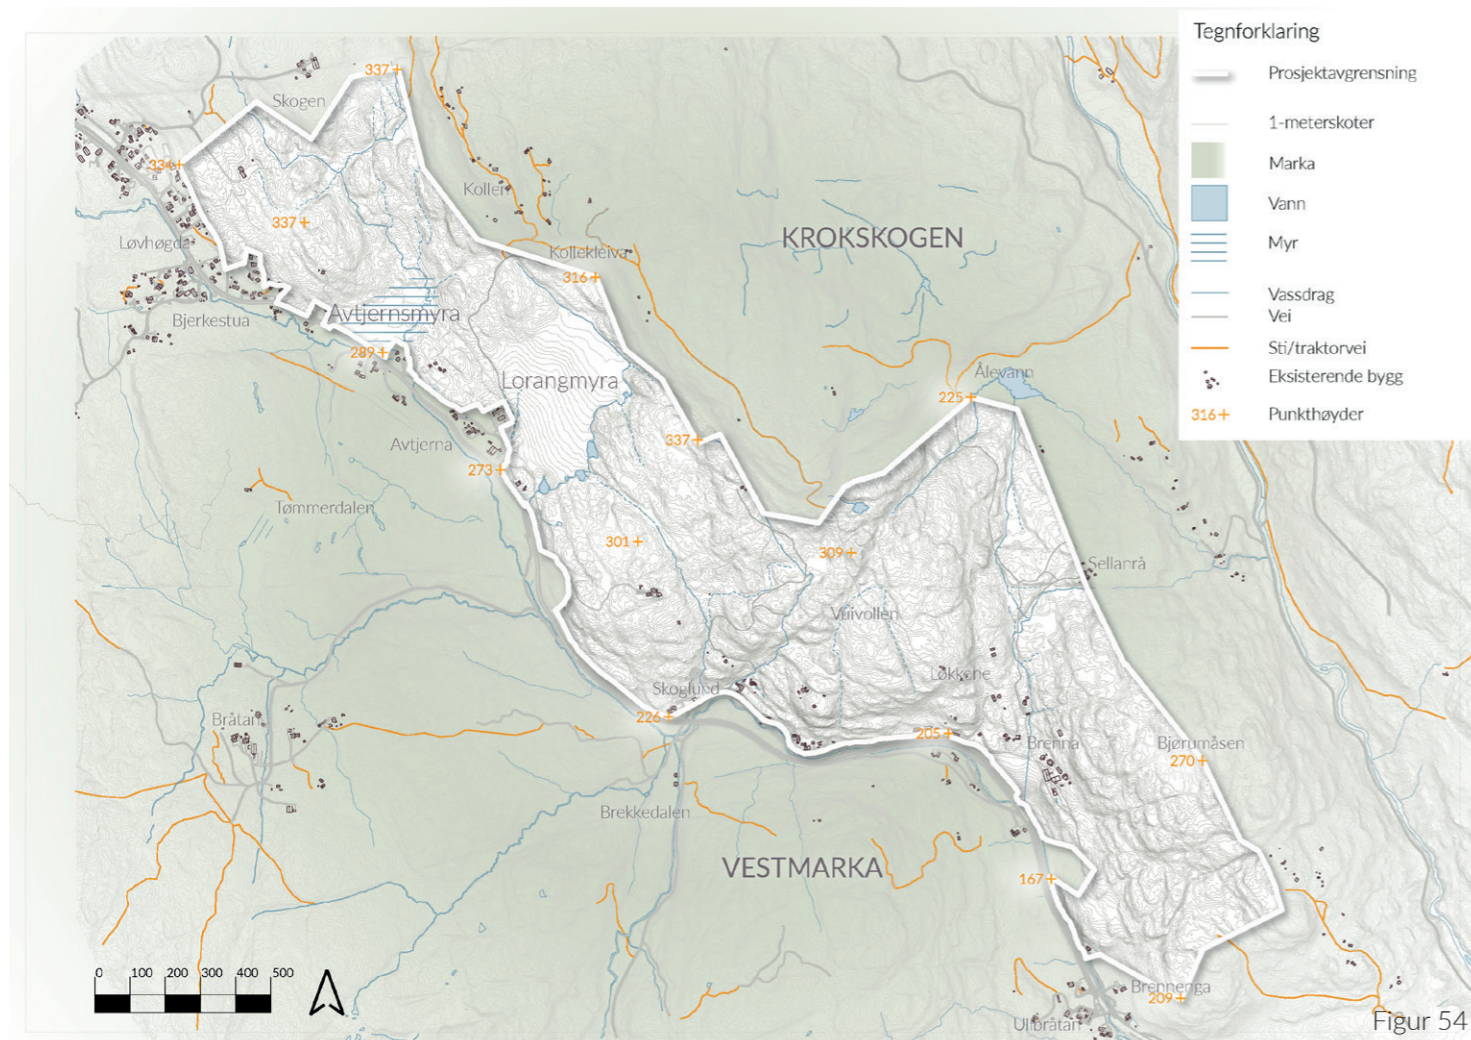 Tegnforklaring
Prosjektavgrensning
1-meterskoter
Marka
Vann
Myr
Vassdrag
Vei
Sti/traktorvei
Eksisterende bygg
316 + Punkthøyder
337 +
Skogen
334 +
Kollen
337 +
KROKSKOGEN
Løvhøgda
Kollekleiva
316 +
Avtjernsmyra
Bjerkestua
289 +
Lorangmyra
Ålevann
225 +
Avtjerna
337 +
273 +
Tømmerdalen
301 +
309 +
Sellanrå
Vuivollen
Løkkene
Skoglund
226 +
Bråtan
205 +
Brenna
Bjørumåsen
270 +
Brekkedalen
VESTMARKA
167 +
0 100 200 300 400 500
Brennenga
209 +
Ullbråtan
Figur 54